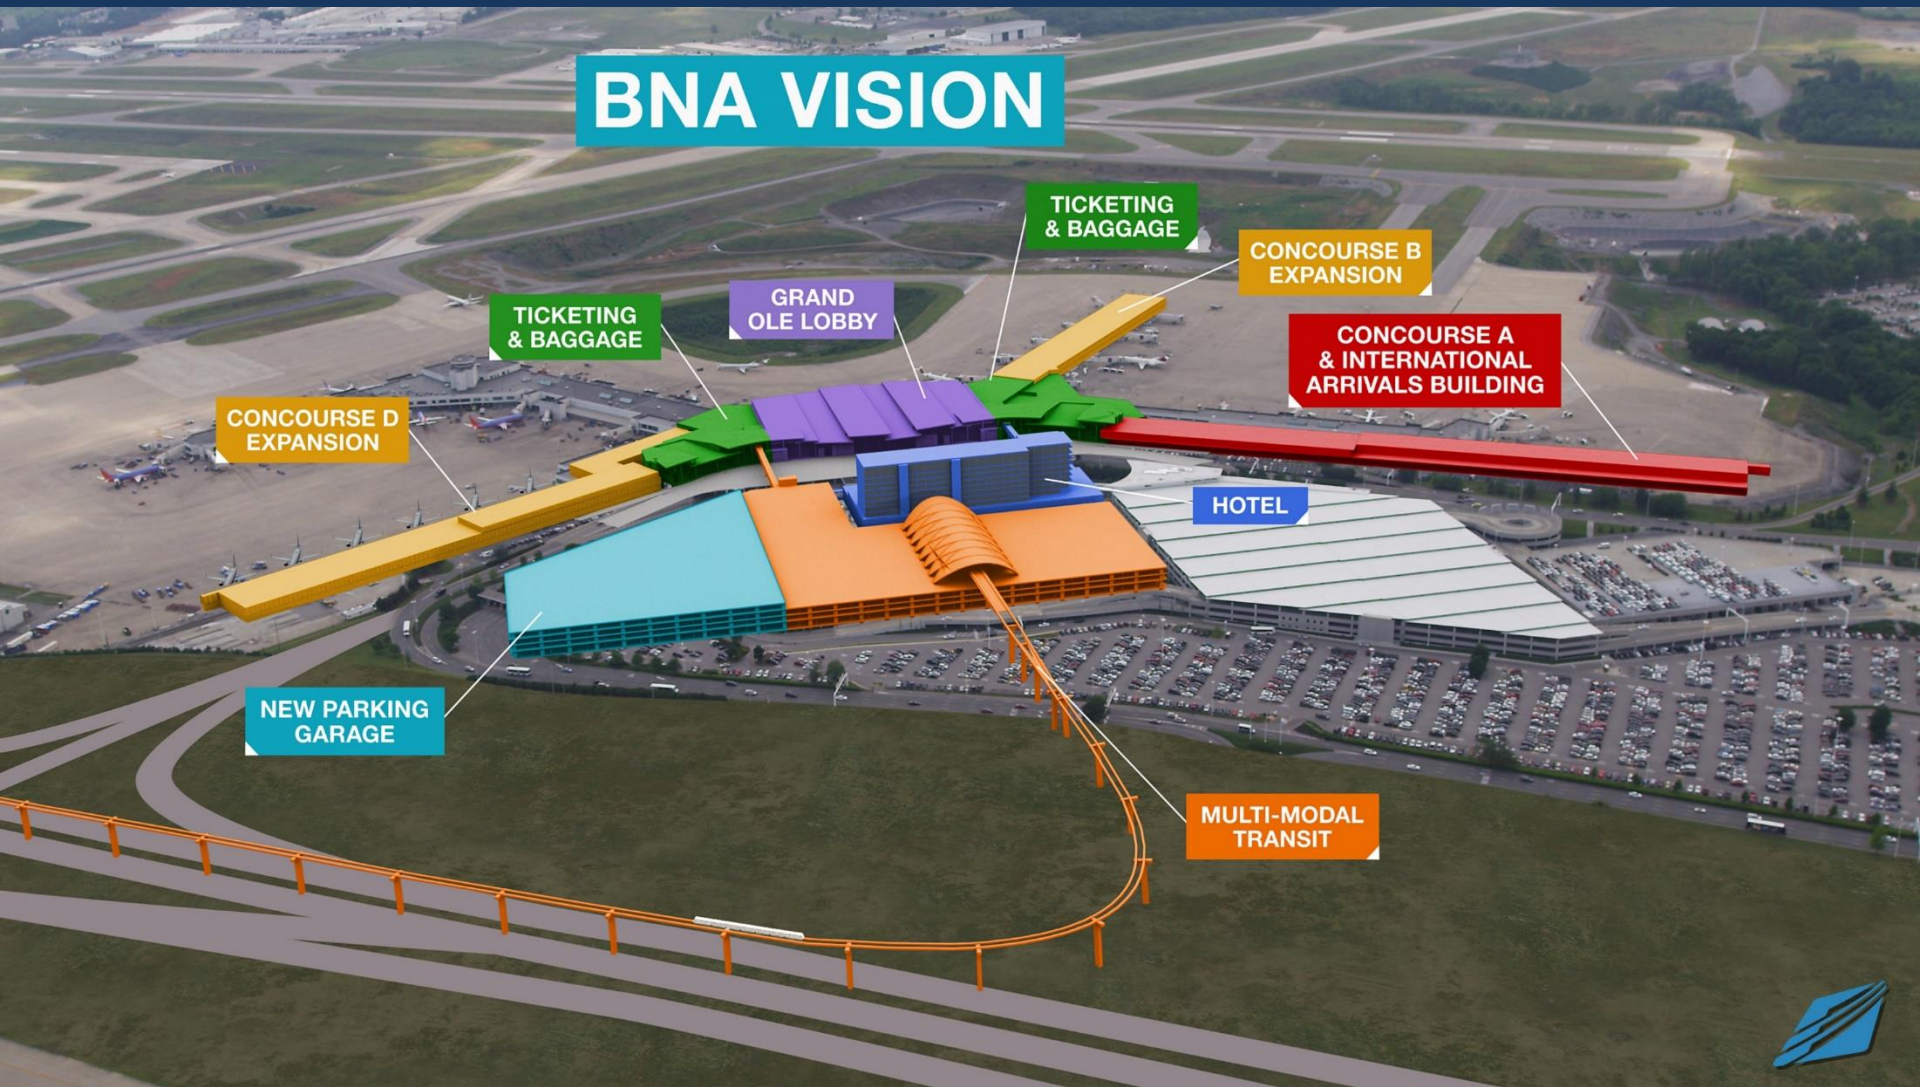 BNA VISION
TICKETING
& BAGGAGE
CONCOURSE B
EXPANSION
GRAND
OLE LOBBY
TICKETING
& BAGGAGE
CONCOURSE A
& INTERNATIONAL
ARRIVALS BUILDING
CONCOURSE D
EXPANSION
HOTEL
NEW PARKING
GARAGE
MULTI-MODAL
TRANSIT